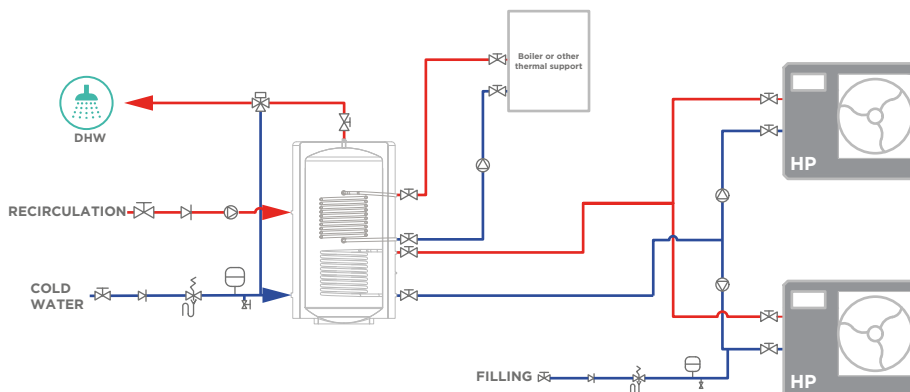 Boiler or other
thermal support
DHW
HP
RECIRCULATION
COLD
WATER
FILLING
HP